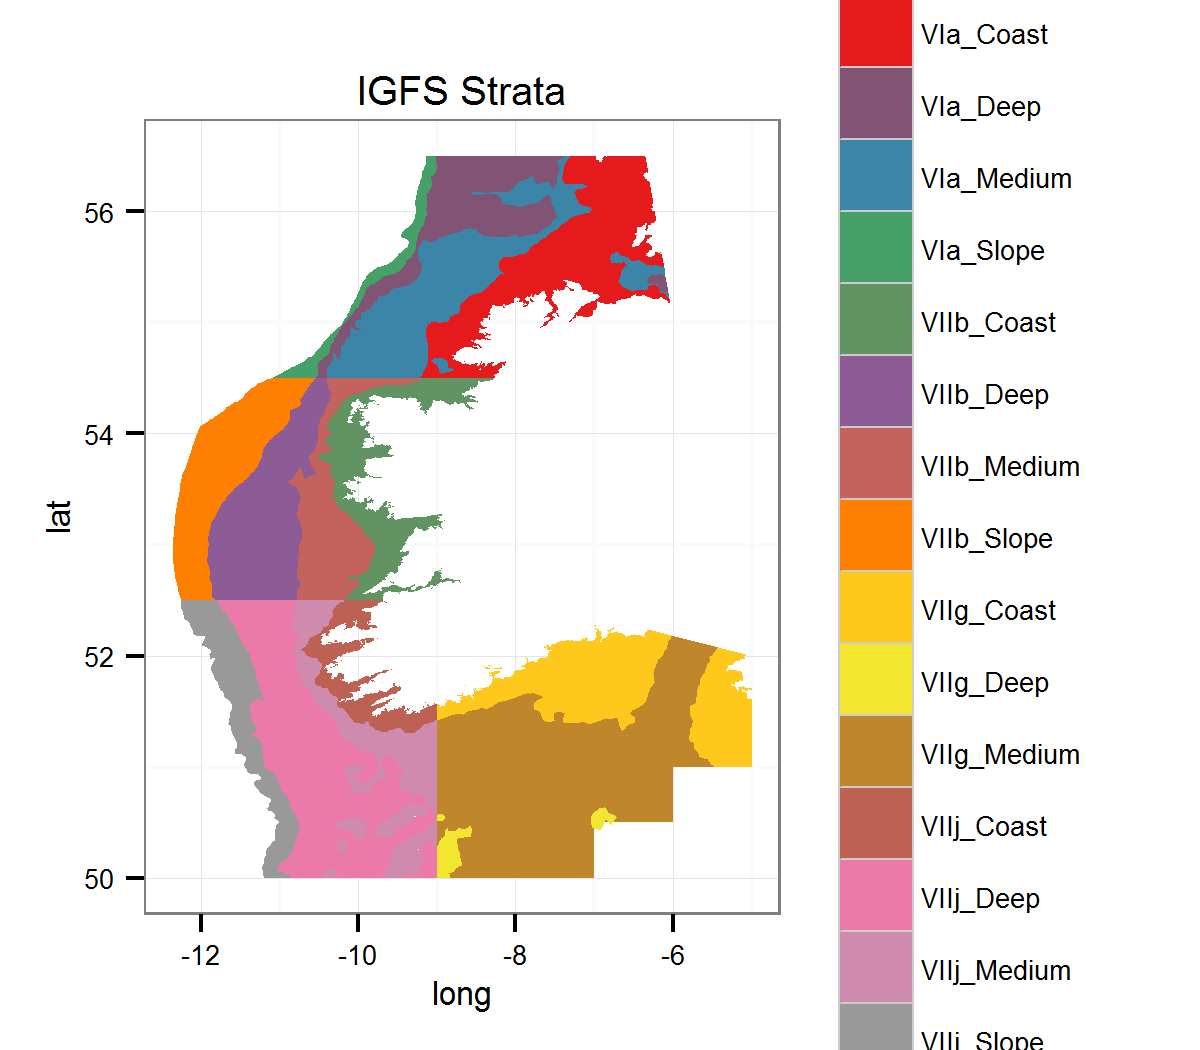 IGFS Strata
lat
56
54
52
50
-12
-10
-8
-6
long
VIa_Coast
VIa_Deep
VIa_Medium
VIa_Slope
VIIb_Coast
VIIb_Deep
VIIb_Medium
VIIb_Slope
VIIg_Coast
VIIg_Deep
VIIg_Medium
VIIj_Coast
VIIj_Deep
VIIj_Medium
VIIj_Slope